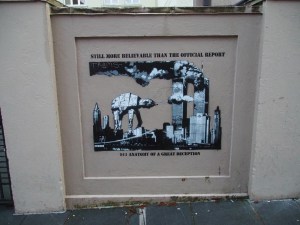 STILL MORE BELIEVABLE THAN THE OFFICIAL REPORT
911 ANATOMY OF A GREAT DECEPTION